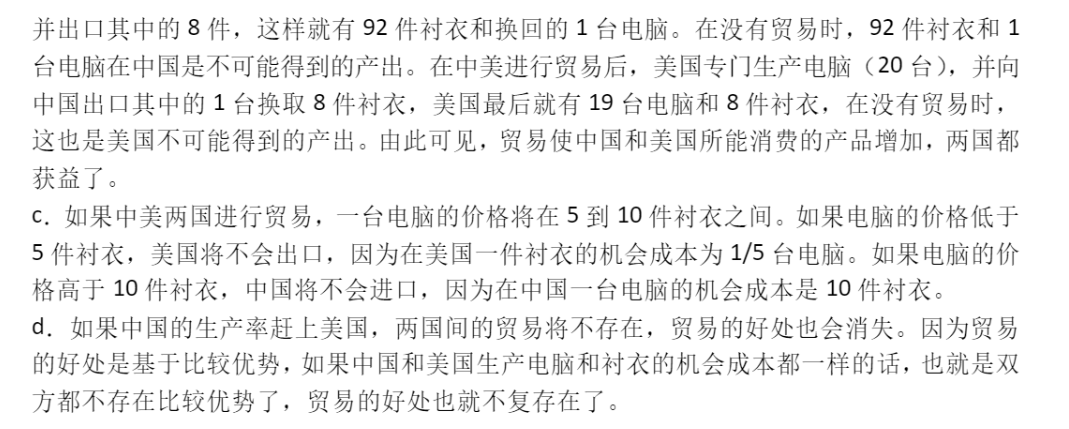 并出口其中的 8 件，这样就有 92 件衬衣和换回的 1 台电脑。在没有贸易时，92 件衬衣和 1
台电脑在中国是不可能得到的产出。在中美进行贸易后，美国专门生产电脑（20 台），并向
中国出口其中的 1 台换取 8 件衬衣，美国最后就有 19 台电脑和 8 件衬衣，在没有贸易时，
这也是美国不可能得到的产出。由此可见，贸易使中国和美国所能消费的产品增加，两国都
获益了。
c．如果中美两国进行贸易，一台电脑的价格将在 5 到 10 件衬衣之间。如果电脑的价格低于
5 件衬衣，美国将不会出口，因为在美国一件衬衣的机会成本为 1/5 台电脑。如果电脑的价
格高于 10 件衬衣，中国将不会进口，因为在中国一台电脑的机会成本是 10 件衬衣。
d．如果中国的生产率赶上美国，两国间的贸易将不存在，贸易的好处也会消失。因为贸易
的好处是基于比较优势，如果中国和美国生产电脑和衬衣的机会成本都一样的话，也就是双
方都不存在比较优势了，贸易的好处也就不复存在了。